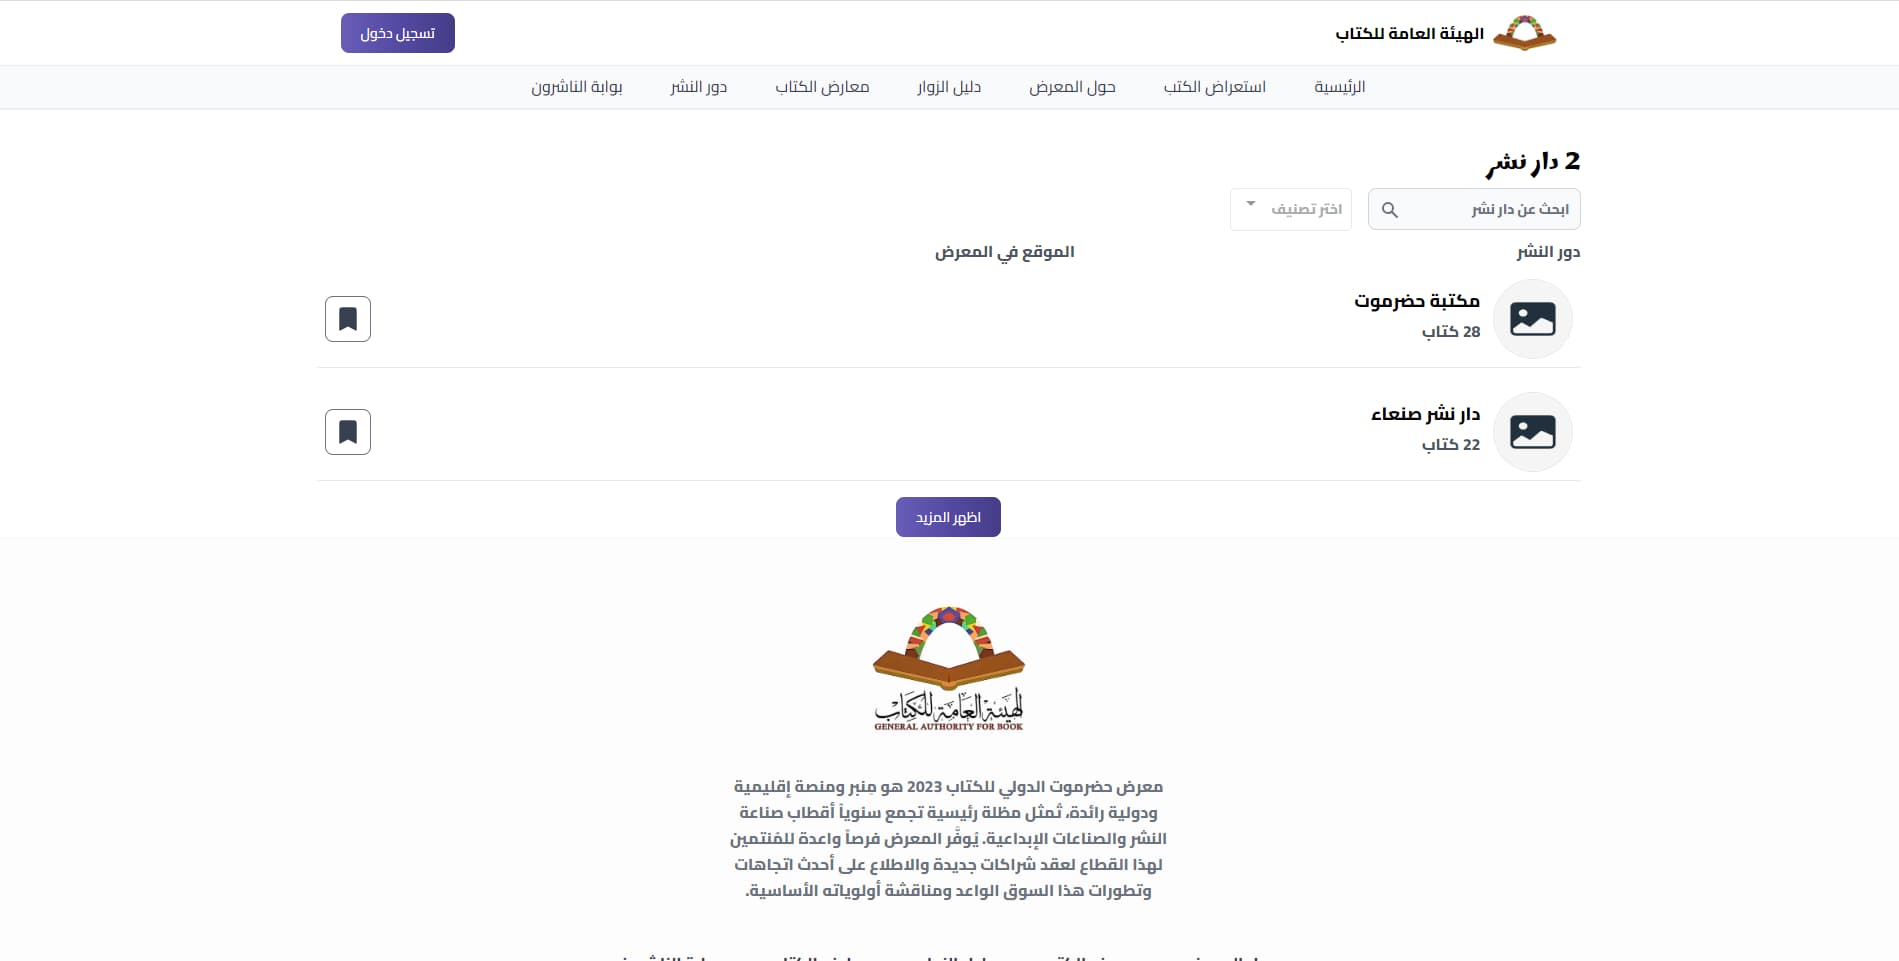 الهيئة العامة للكتاب
تسجيل دخول
الرئيسية
استعراض الكتب
حول المعرض
دليل الزوار
معارض الكتاب
دور النشر
بوابة الناشرون
2 دار نشر
ابحث عن دار نشر
اختر تصنيف
دور النشر
الموقع في المعرض
مكتبة حضرموت
28 كتاب
دار نشر صنعاء
22 كتاب
اظهر المزيد
الهيئة العامة للكتاب
GENERAL AUTHORITY FOR BOOK
معرض حضرموت الدولي للكتاب 2023 هو مِنبر ومنصة إقليمية
ودولية رائدة، تُمثل مظلة رئيسية تجمع سنوياً أقطاب صناعة
النشر والصناعات الإبداعية. يُوفَّر المعرض فرصاً واعدة للمُنتمين
لهذا القطاع لعقد شراكات جديدة والاطلاع على أحدث اتجاهات
وتطورات هذا السوق الواعد ومناقشة أولوياته الأساسية.